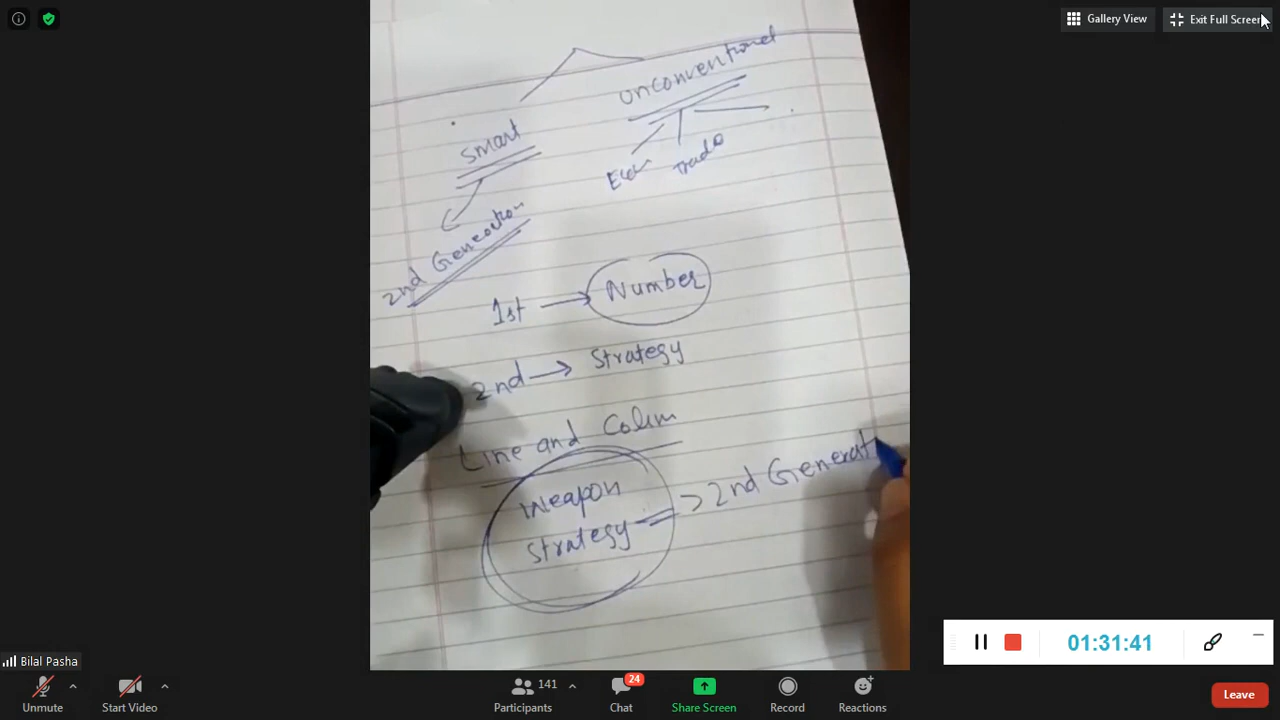 Gallery View
Exit Full Screen
unconventional
Smart
Eco
Trade
2nd Generation
1st → Number
2nd → Strategy
Line and Colum
Weapon
Strategy => 2nd Generat
01:31:41
Bilal Pasha
Unmute
Start Video
141
Participants
24
Chat
Share Screen
Record
Reactions
Leave